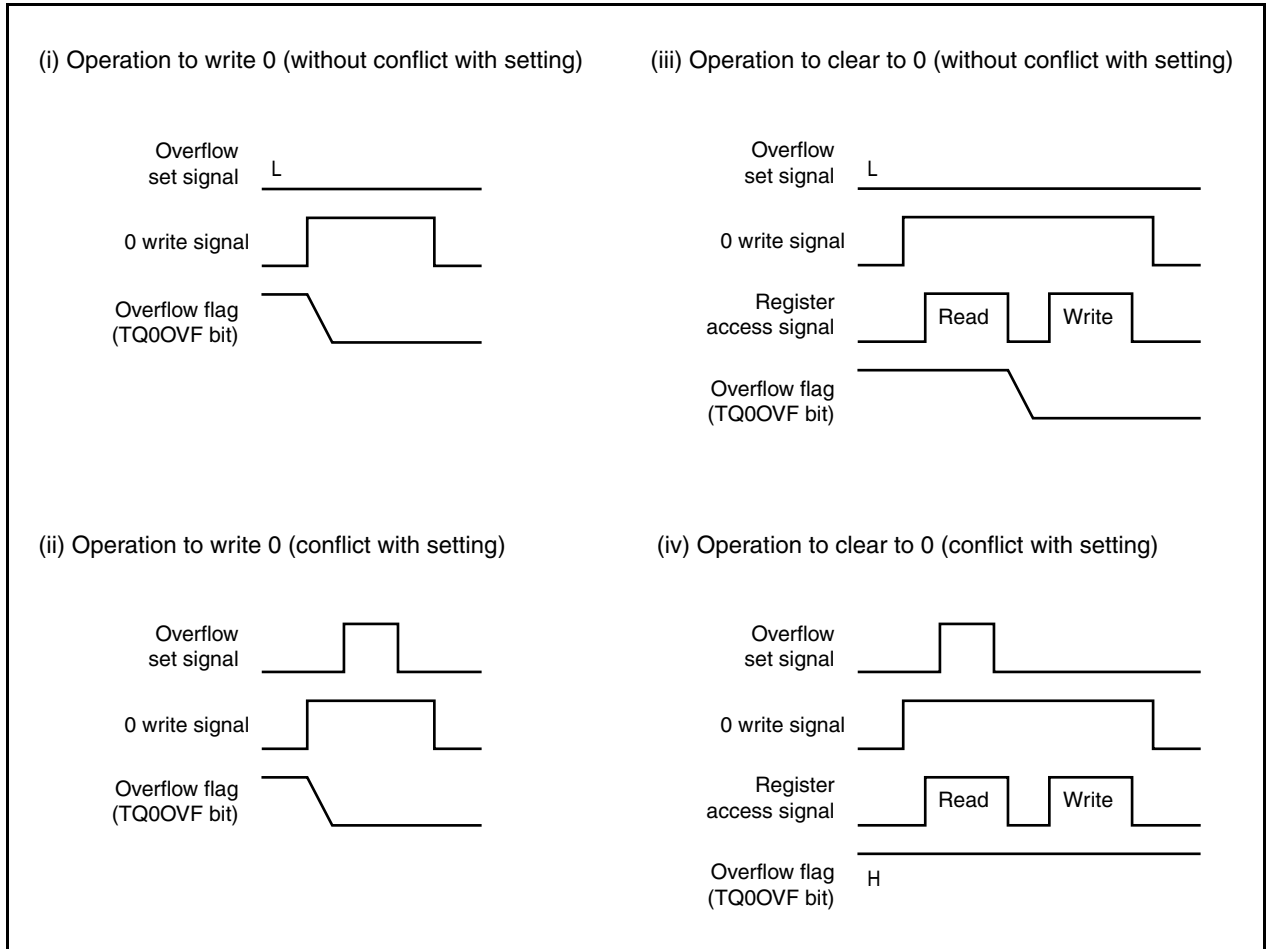 (i) Operation to write 0 (without conflict with setting)
Overflow
set signal
L
0 write signal
Overflow flag
(TQ0OVF bit)
(iii) Operation to clear to 0 (without conflict with setting)
Overflow
set signal
L
0 write signal
Register
access signal
Read
Write
Overflow flag
(TQ0OVF bit)
(ii) Operation to write 0 (conflict with setting)
Overflow
set signal
0 write signal
Overflow flag
(TQ0OVF bit)
(iv) Operation to clear to 0 (conflict with setting)
Overflow
set signal
0 write signal
Register
access signal
Read
Write
Overflow flag
(TQ0OVF bit)
H